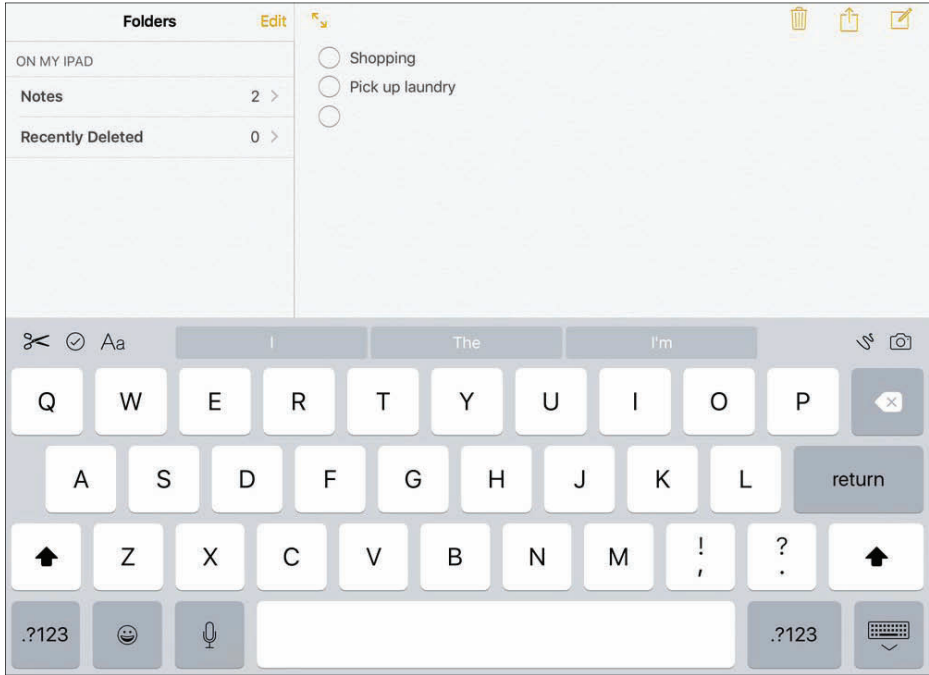 Folders Edit
ON MY IPAD
Notes 2 >
Recently Deleted 0 >
Shopping
Pick up laundry
Aa I The I'm
Q W E R T Y U I O P
A S D F G H J K L return
Z X C V B N M ! , ? .
.?123 .?123